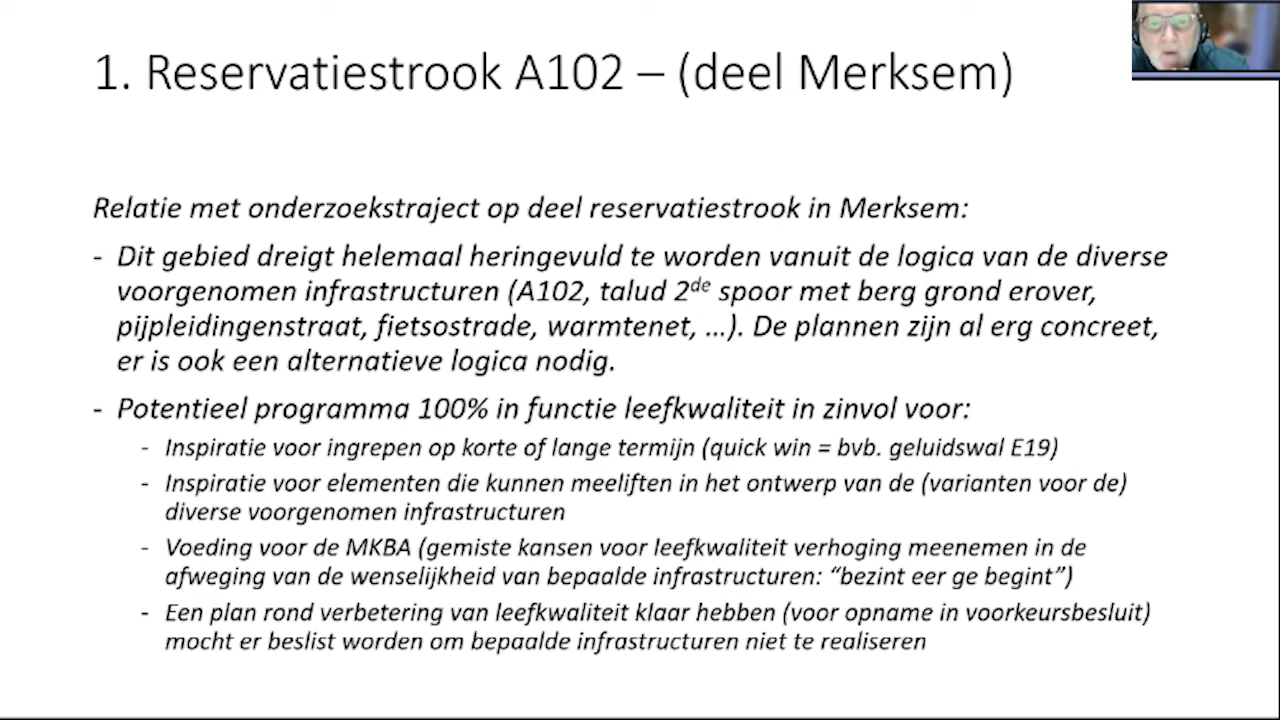 1. Reservatiestrook A102 – (deel Merksem)
Relatie met onderzoekstraject op deel reservatiestrook in Merksem:
- Dit gebied dreigt helemaal heringevuld te worden vanuit de logica van de diverse
voorgenomen infrastructuren (A102, talud 2de spoor met berg grond erover,
pijpleidingenstraat, fietsostrade, warmtenet, ...). De plannen zijn al erg concreet,
er is ook een alternatieve logica nodig.
- Potentieel programma 100% in functie leefkwaliteit in zinvol voor:
- Inspiratie voor ingrepen op korte of lange termijn (quick win = bvb. geluidswal E19)
- Inspiratie voor elementen die kunnen meeliften in het ontwerp van de (varianten voor de)
diverse voorgenomen infrastructuren
- Voeding voor de MKBA (gemiste kansen voor leefkwaliteit verhoging meenemen in de
afweging van de wenselijkheid van bepaalde infrastructuren: “bezint eer ge begint”)
- Een plan rond verbetering van leefkwaliteit klaar hebben (voor opname in voorkeursbesluit)
mocht er beslist worden om bepaalde infrastructuren niet te realiseren